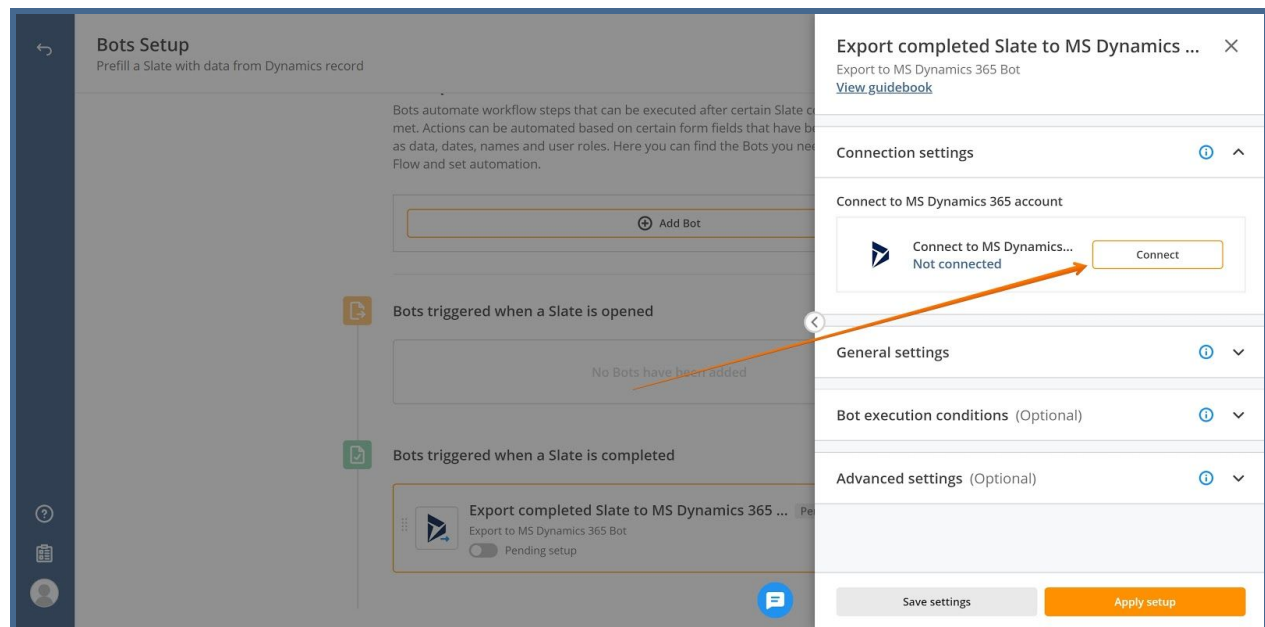 Bots Setup
Prefill a Slate with data from Dynamics record
Bots automate workflow steps that can be executed after certain Slate
met. Actions can be automated based on certain form fields that have
as data, dates, names and user roles. Here you can find the Bots you
Flow and set automation.
Add Bot
Bots triggered when a Slate is opened
No Bots have been added
Bots triggered when a Slate is completed
Export completed Slate to MS Dynamics 365 ...
Export to MS Dynamics 365 Bot
Pending setup
Export completed Slate to MS Dynamics ...
Export to MS Dynamics 365 Bot
View guidebook
Connection settings
Connect to MS Dynamics 365 account
Connect to MS Dynamics...
Not connected
Connect
General settings
Bot execution conditions (Optional)
Advanced settings (Optional)
Save settings
Apply setup